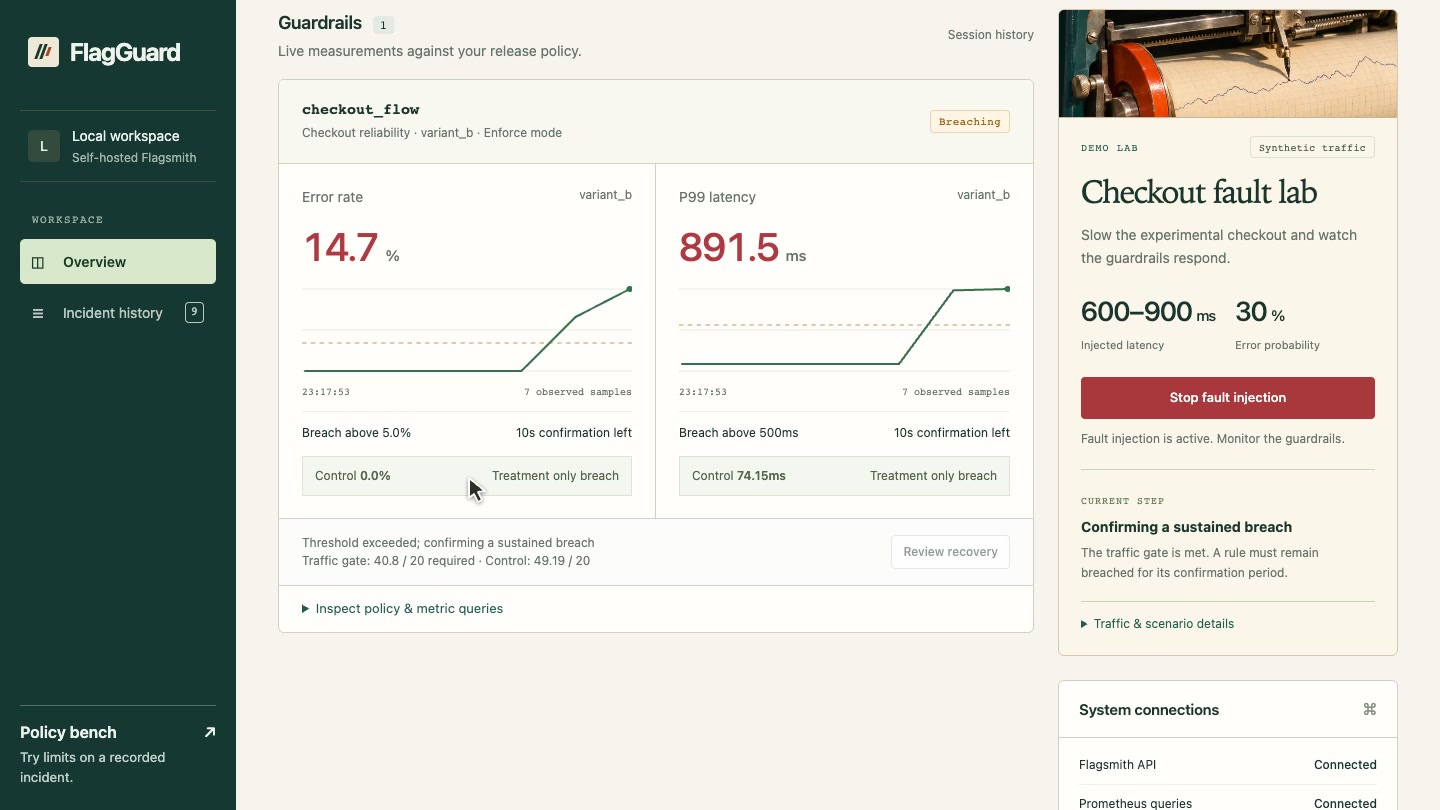 FlagGuard
L
Local workspace
Self-hosted Flagsmith
WORKSPACE
Overview
Incident history
9
Policy bench
Try limits on a recorded
incident.
Guardrails 1
Live measurements against your release policy.
Session history
checkout_flow
Checkout reliability · variant_b · Enforce mode
Breaching
Error rate variant_b
14.7 %
23:17:53 7 observed samples
Breach above 5.0% 10s confirmation left
Control 0.0% Treatment only breach
P99 latency variant_b
891.5 ms
23:17:53 7 observed samples
Breach above 500ms 10s confirmation left
Control 74.15ms Treatment only breach
Threshold exceeded; confirming a sustained breach
Traffic gate: 40.8 / 20 required · Control: 49.19 / 20
Review recovery
Inspect policy & metric queries
DEMO LAB
Synthetic traffic
Checkout fault lab
Slow the experimental checkout and watch
the guardrails respond.
600–900 ms 30 %
Injected latency Error probability
Stop fault injection
Fault injection is active. Monitor the guardrails.
CURRENT STEP
Confirming a sustained breach
The traffic gate is met. A rule must remain
breached for its confirmation period.
Traffic & scenario details
System connections ⌘
Flagsmith API Connected
Prometheus queries Connected